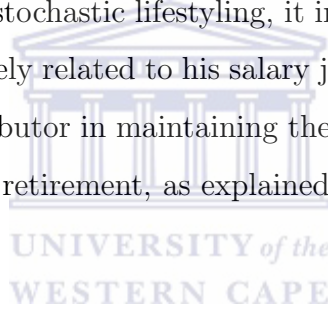 stochastic lifestyling, it i
ely related to his salary j
butor in maintaining the
retirement, as explained
UNIVERSITY of the
WESTERN CAPE